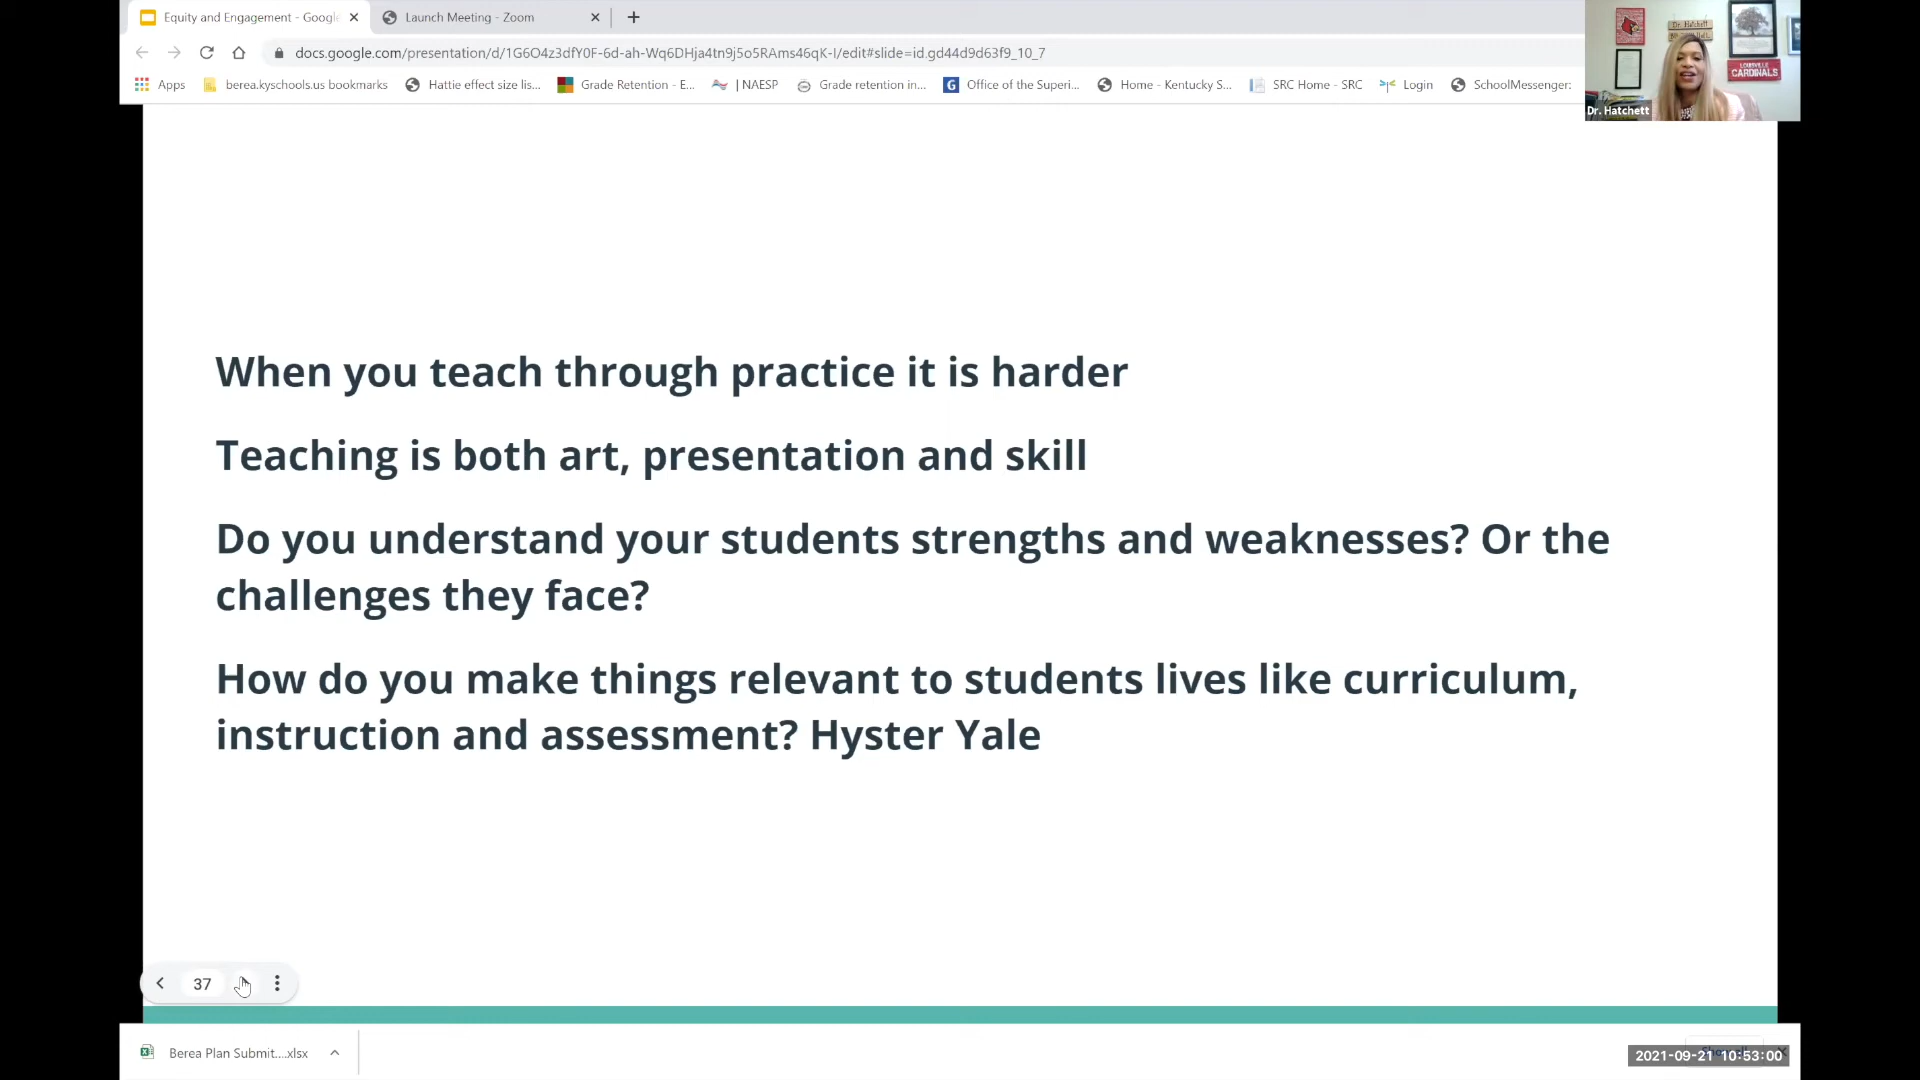 Equity and Engagement - Google
Launch Meeting - Zoom
docs.google.com/presentation/d/1G6O4z3dfY0F-6d-ah-Wq6DHja4tn9j5o5RAms46qK-I/edit#slide=id.gd44d9d63f9_10_7
Apps berea.kyschools.us bookmarks Hattie effect size lis... Grade Retention - E... | NAESP Grade retention in... Office of the Superi... Home - Kentucky S... SRC Home - SRC Login SchoolMessenger:
Dr. Hatchett
LOUISVILLE
CARDINALS
Dr. Hatchett
When you teach through practice it is harder
Teaching is both art, presentation and skill
Do you understand your students strengths and weaknesses? Or the
challenges they face?
How do you make things relevant to students lives like curriculum,
instruction and assessment? Hyster Yale
37
Berea Plan Submit....xlsx
2021-09-21 10:53:00